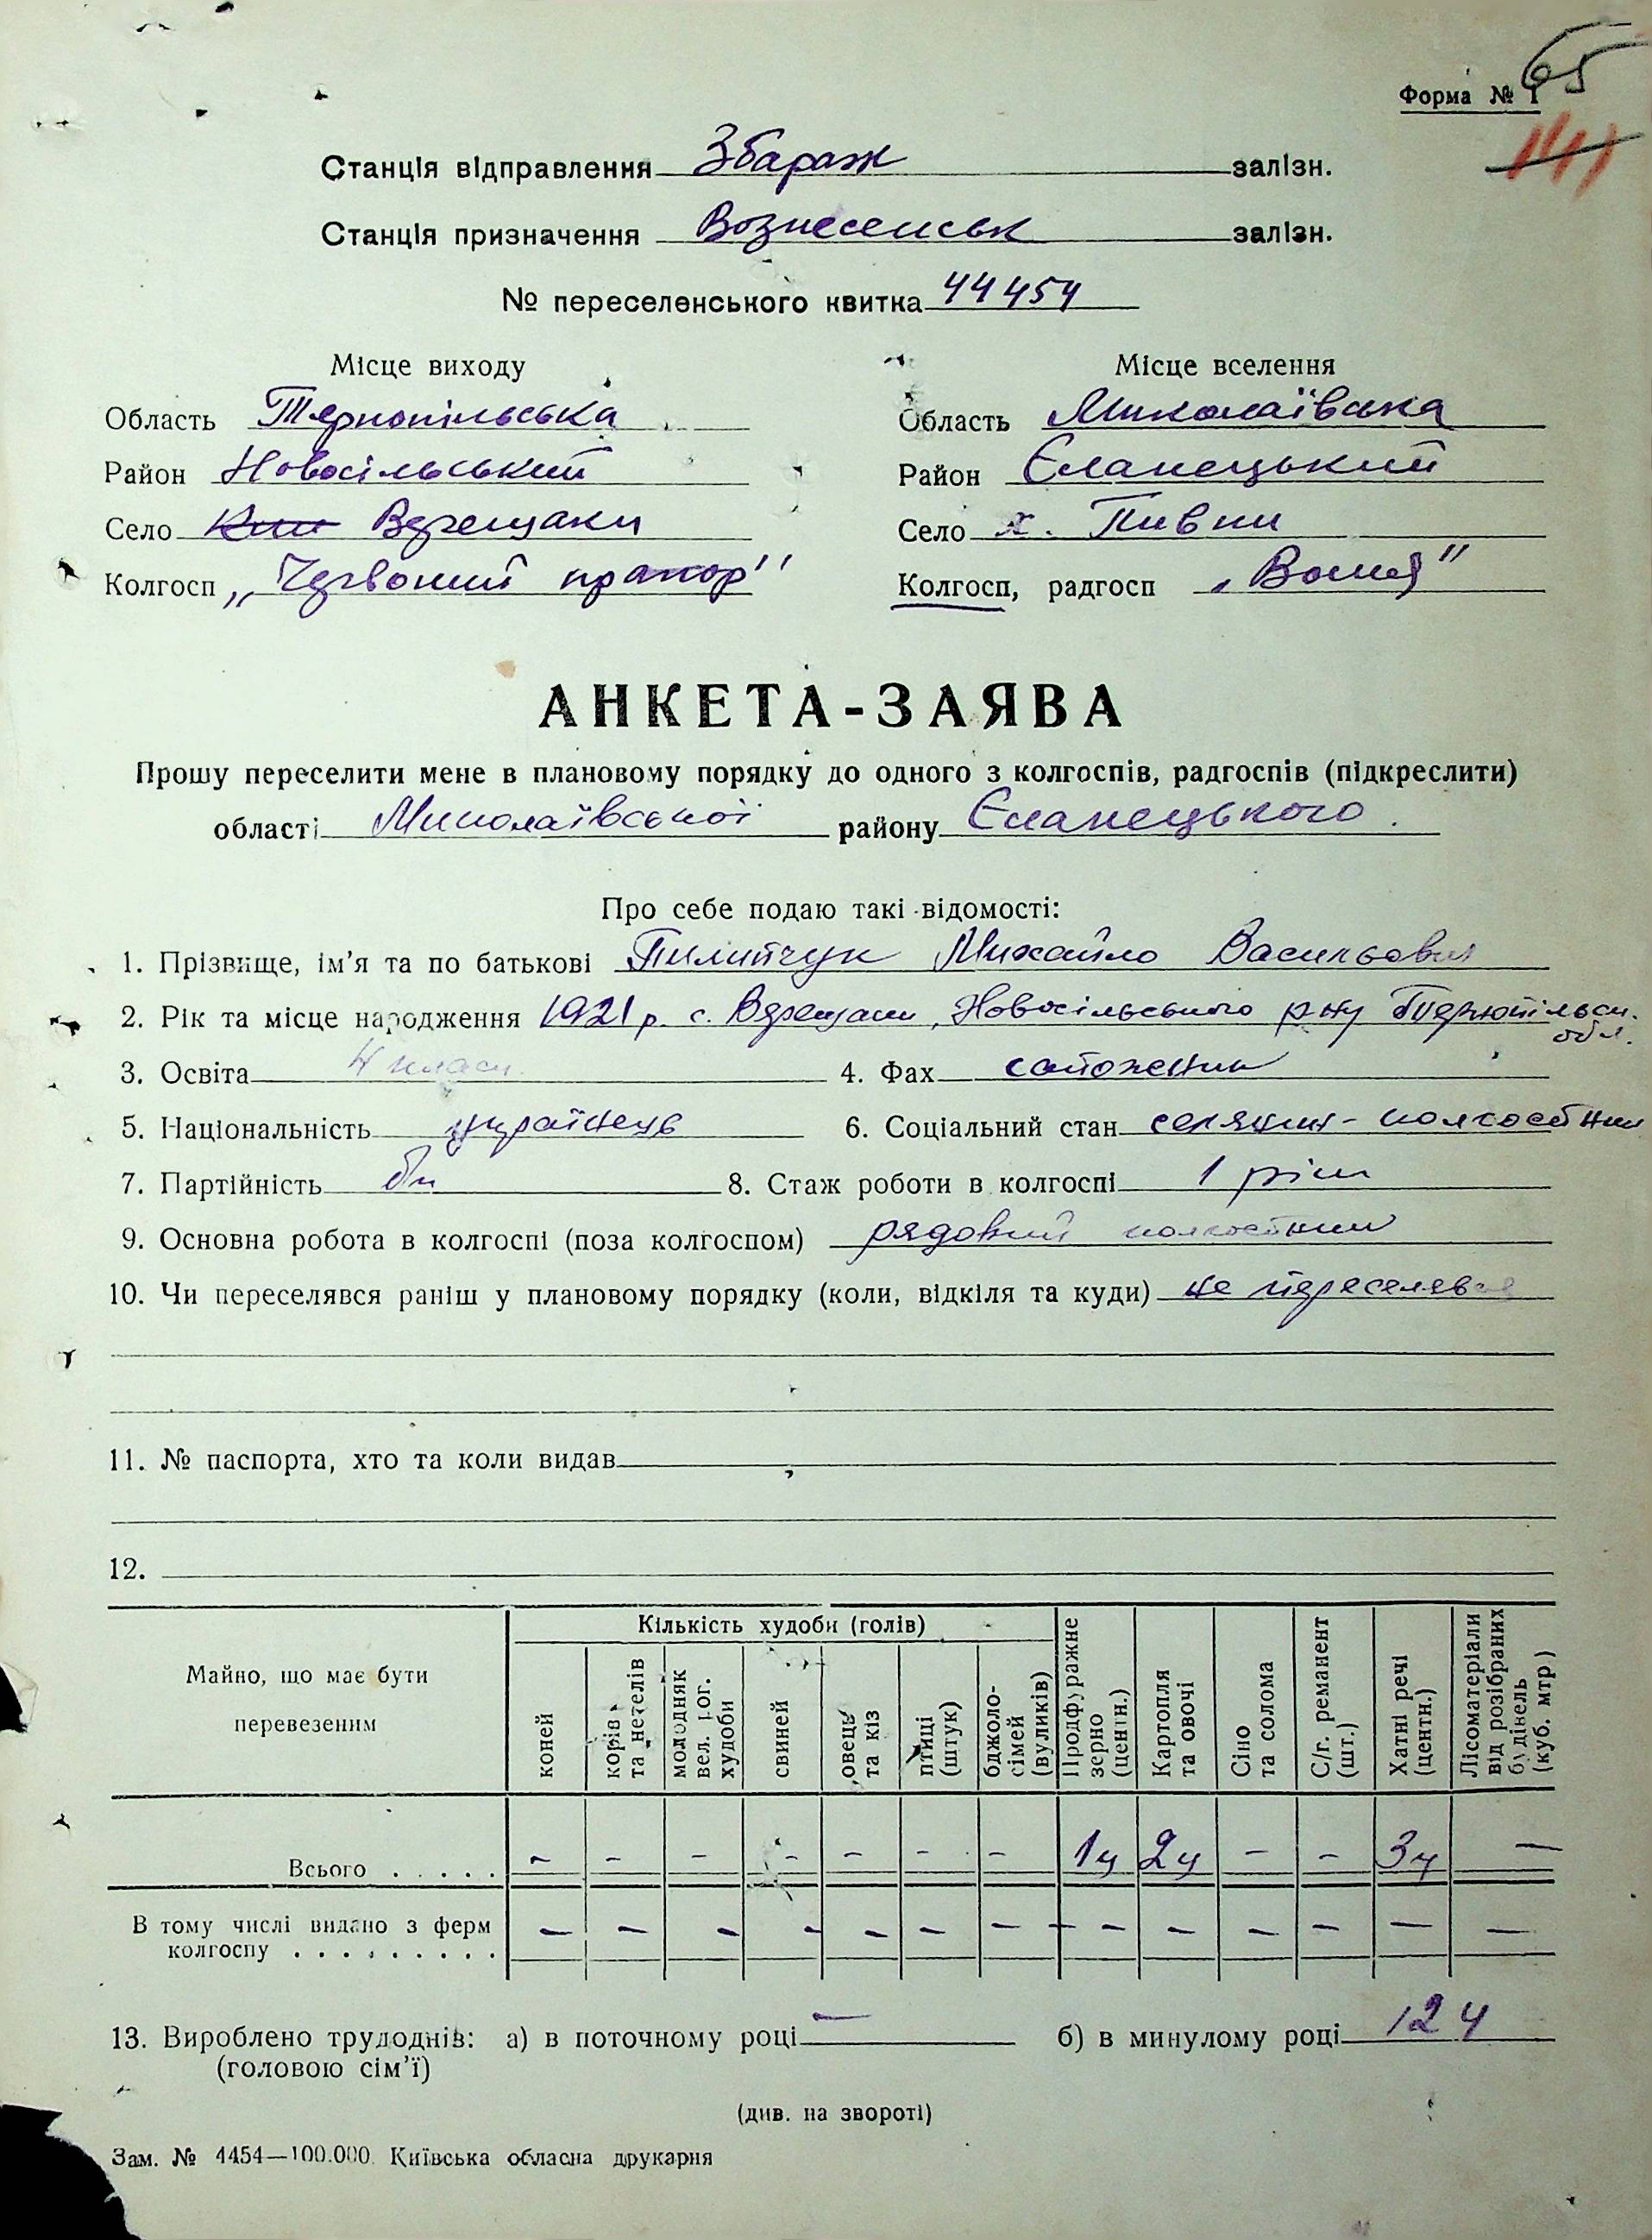 65
Форма № 1
141
Станція відправлення Збараж залізн.
Станція призначення Вознесенськ залізн.
№ переселенського квитка 44454
Місце виходу Місце вселення
Область Тернопільська Область Миколаївська
Район Новосільський Район Єланецький
Село Верещаки Село х. Пивни
Колгосп „Червоний прапор" Колгосп, радгосп
АНКЕТА-ЗАЯВА
Прошу переселити мене в плановому порядку до одного з колгоспів, радгоспів (підкреслити)
області Миколаївської району Єланецького.
Про себе подаю такі відомості:
1. Прізвище, ім'я та по батькові Пилипчук Михайло Васильович
2. Рік та місце народження 1921 р. с. Верещаки, Новосільського р-ну Тернопільськ. обл.
3. Освіта 4 класи 4. Фах сапожник
5. Національність українець 6. Соціальний стан селянин-колгоспник
7. Партійність бп 8. Стаж роботи в колгоспі 1 рік
9. Основна робота в колгоспі (поза колгоспом) рядовий колгоспник
10. Чи переселявся раніш у плановому порядку (коли, відкіля та куди) не переселявся
11. № паспорта, хто та коли видав
12.
Майно, що має бути перевезеним
Кількість худоби (голів)
коней
корів та нетелів
молодняк вел. рог. худоби
свиней
овець та кіз
птиці (штук)
бджоло-сімей (вуликів)
Продфуражне зерно (центн.)
Картопля та овочі
Сіно та солома
С/г. реманент (шт.)
Хатні речі (центн.)
Лісоматеріали від розібраних будівель (куб. мтр)
Всього . . . . . - - - - - - - 1ц 2ц - - 3ц -
В тому числі видано з ферм
колгоспу . . . . . . . . . - - - - - - - - - - - - -
13. Вироблено трудоднів: а) в поточному році — б) в минулому році 124
(головою сім'ї)
(див. на звороті)
Зам. № 4454—100.000. Київська обласна друкарня